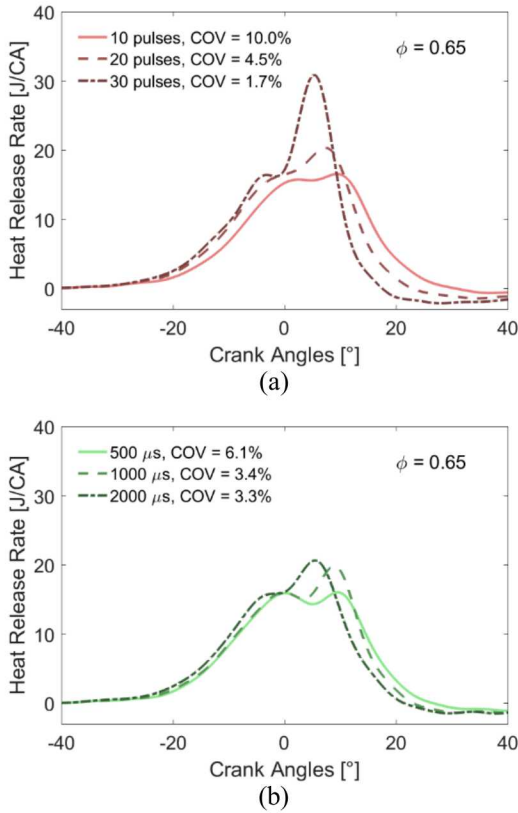 40
30
20
10
0
Heat Release Rate [J/CA]
10 pulses, COV = 10.0%
20 pulses, COV = 4.5%
30 pulses, COV = 1.7%
ϕ = 0.65
-40 -20 0 20 40
Crank Angles [°]
(a)
40
30
20
10
0
Heat Release Rate [J/CA]
500 μs, COV = 6.1%
1000 μs, COV = 3.4%
2000 μs, COV = 3.3%
ϕ = 0.65
-40 -20 0 20 40
Crank Angles [°]
(b)